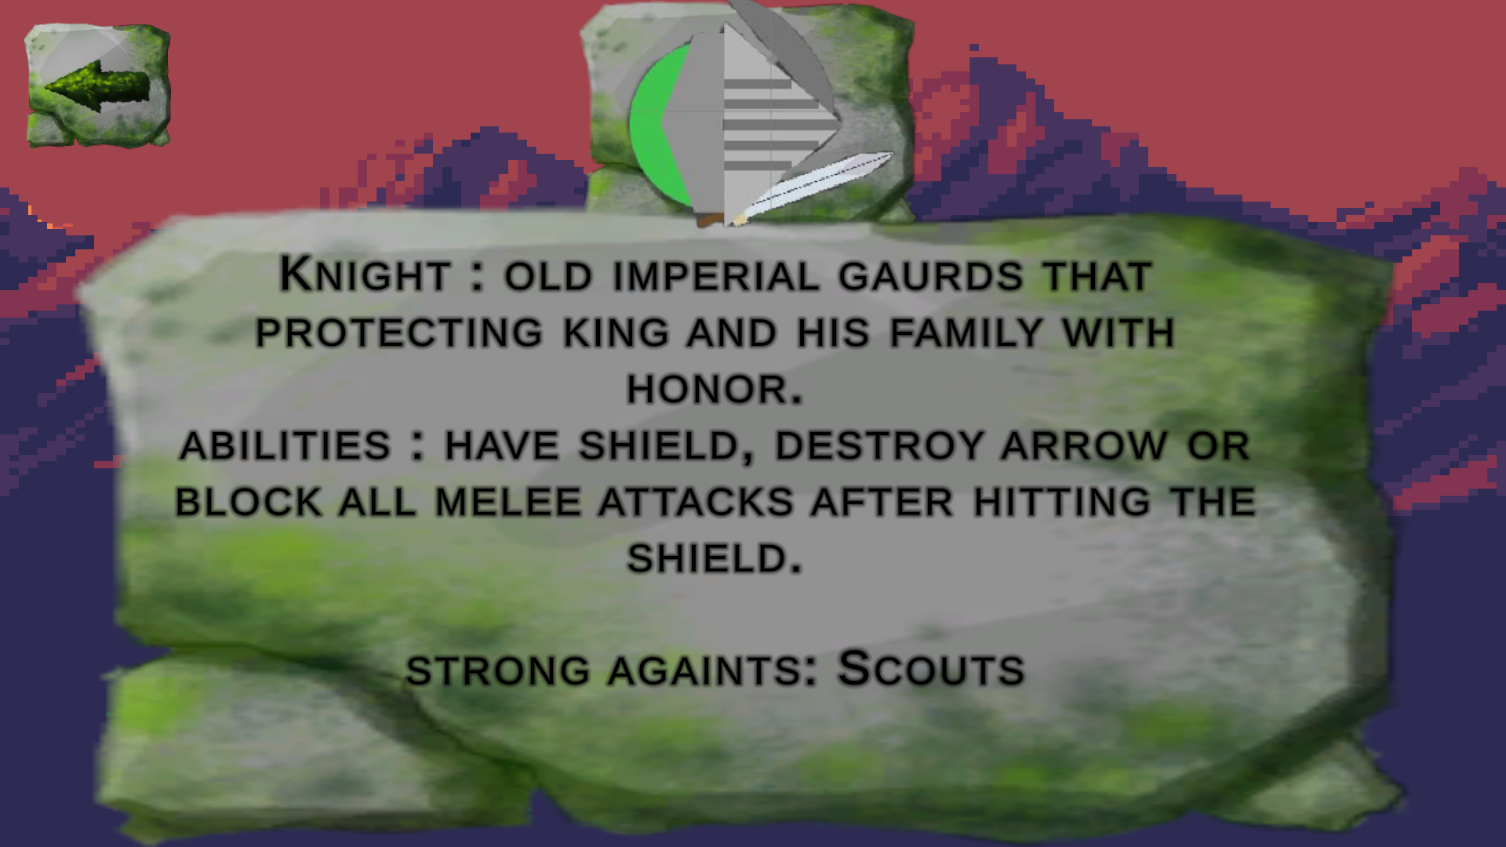 Knight : old imperial gaurds that
protecting king and his family with
honor.
abilities : have shield, destroy arrow or
block all melee attacks after hitting the
shield.
strong againts: Scouts